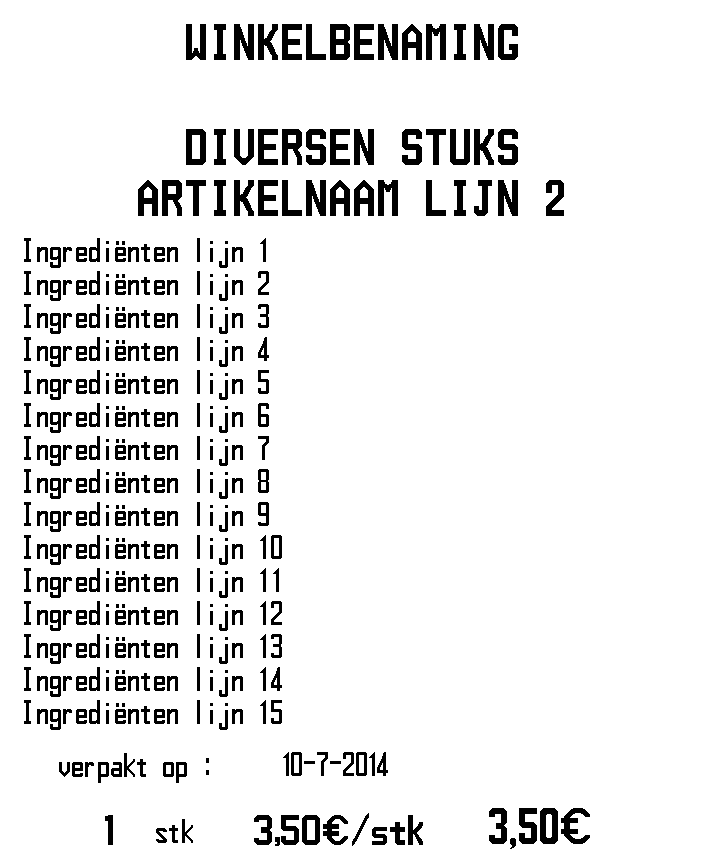 WINKELBENAMING
DIVERSEN STUKS
ARTIKELNAAM LIJN 2
Ingrediënten lijn 1
Ingrediënten lijn 2
Ingrediënten lijn 3
Ingrediënten lijn 4
Ingrediënten lijn 5
Ingrediënten lijn 6
Ingrediënten lijn 7
Ingrediënten lijn 8
Ingrediënten lijn 9
Ingrediënten lijn 10
Ingrediënten lijn 11
Ingrediënten lijn 12
Ingrediënten lijn 13
Ingrediënten lijn 14
Ingrediënten lijn 15
verpakt op : 10-7-2014
1 stk 3,50€/stk 3,50€